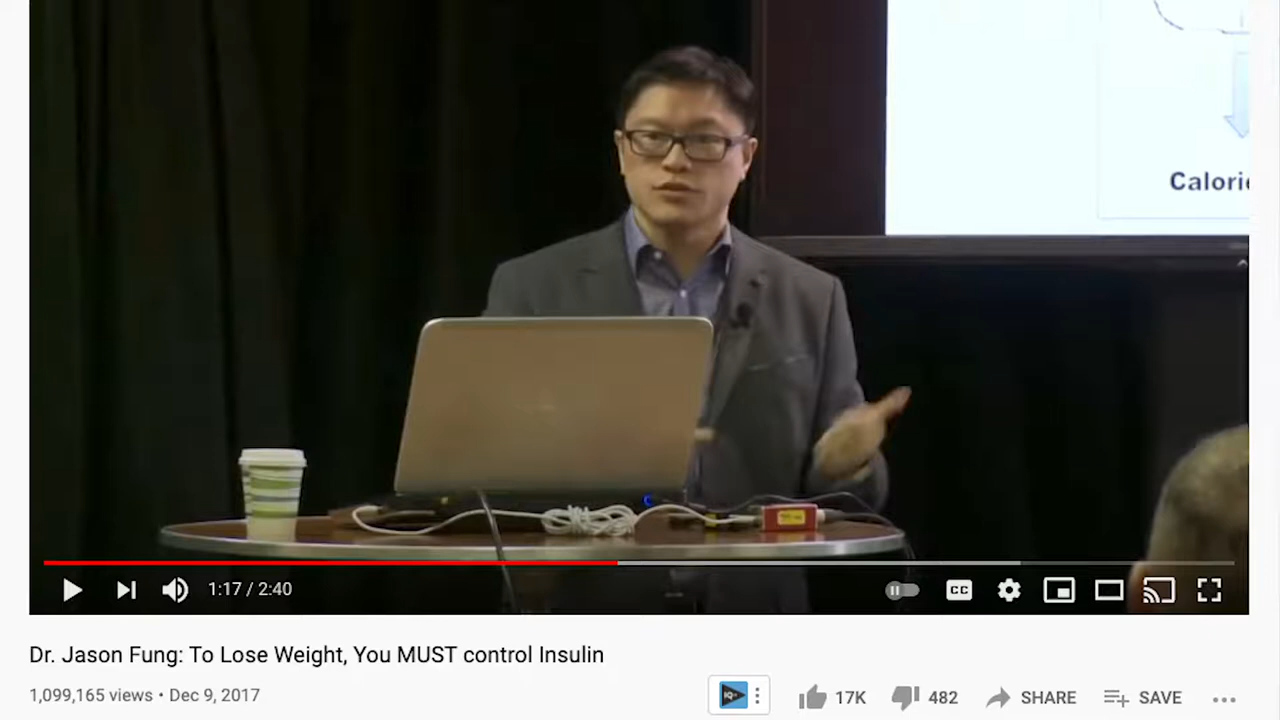 Calorie
1:17 / 2:40
CC
Dr. Jason Fung: To Lose Weight, You MUST control Insulin
1,099,165 views • Dec 9, 2017
IQ
17K
482
SHARE
SAVE